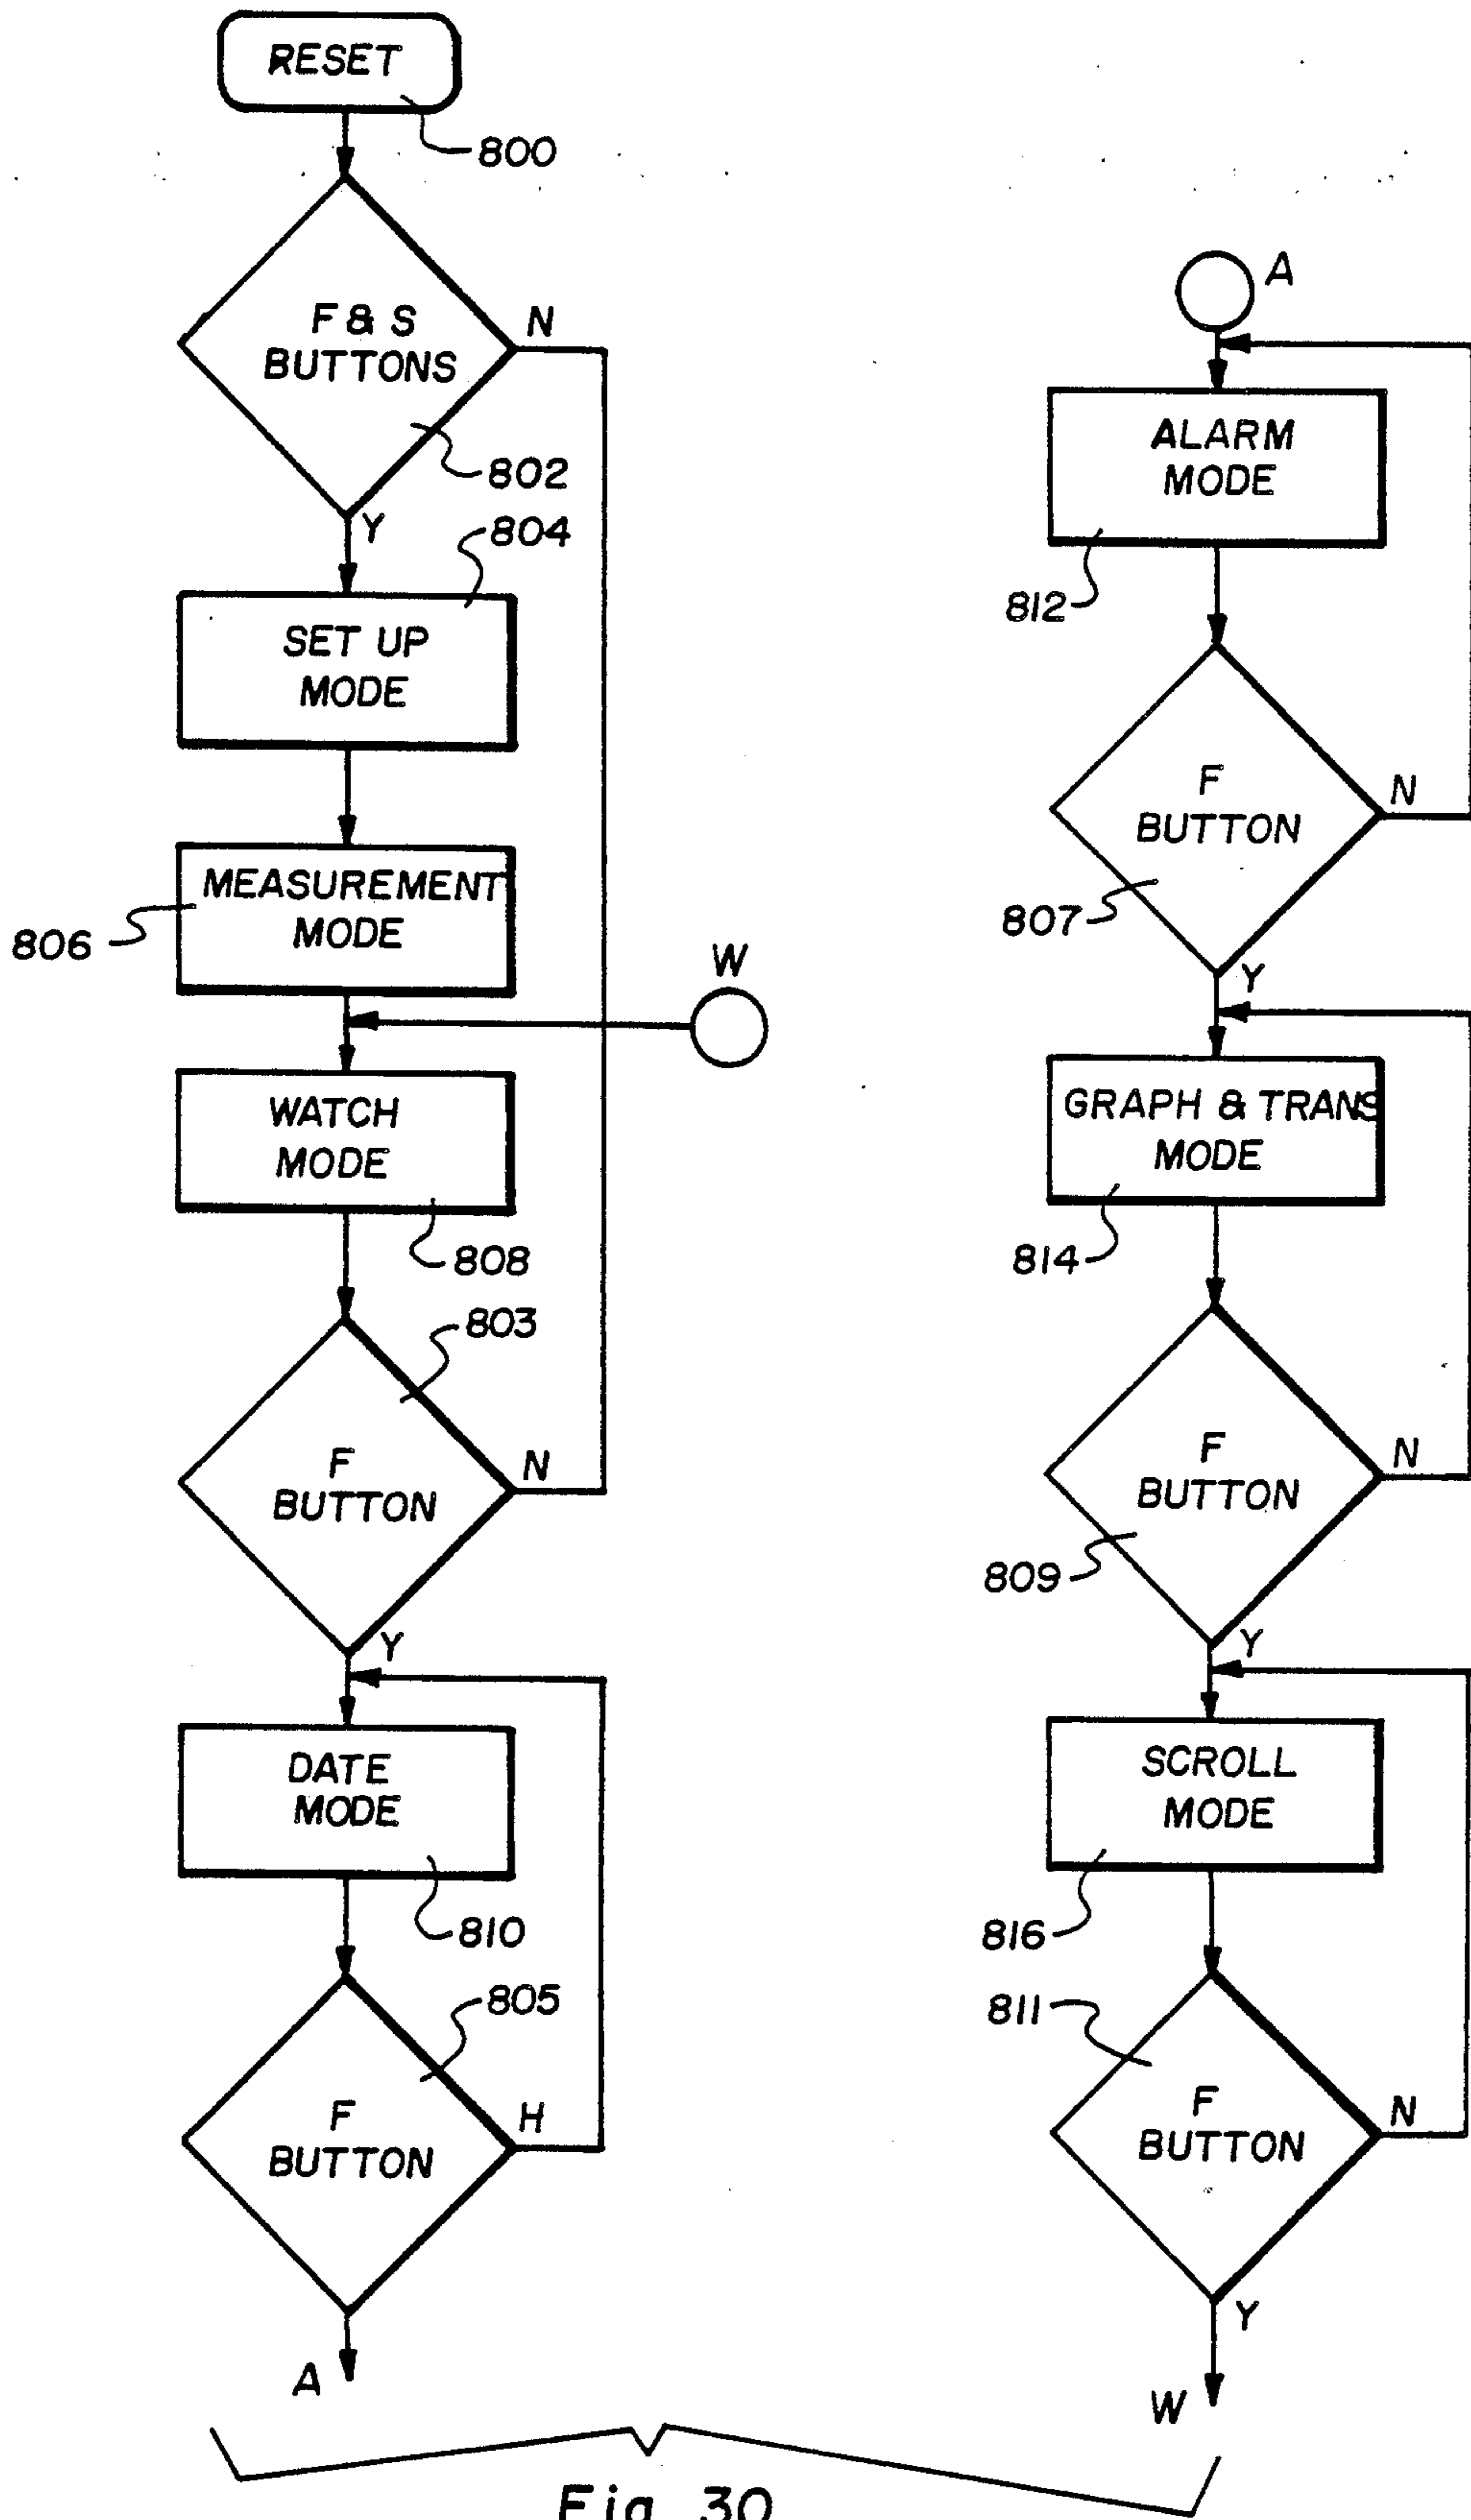 RESET
800
F & S
BUTTONS
N
802
Y
804
SET UP
MODE
MEASUREMENT
MODE
806
W
WATCH
MODE
808
803
F
BUTTON
N
Y
DATE
MODE
810
805
F
BUTTON
H
A
A
ALARM
MODE
812
F
BUTTON
N
807
Y
GRAPH & TRANS
MODE
814
F
BUTTON
N
809
Y
SCROLL
MODE
816
811
F
BUTTON
N
Y
W
Fig. 30